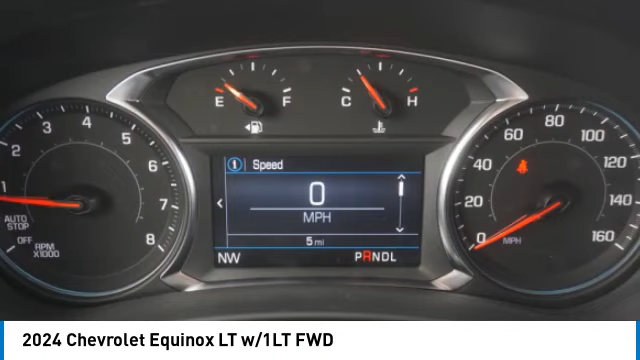 E F
C H
1 2 3 4 5 6 7 8
AUTO
STOP
OFF
RPM
X1000
i Speed
0
MPH
5 mi
NW PRNDL
0 20 40 60 80 100 120 140 160
MPH
2024 Chevrolet Equinox LT w/1LT FWD